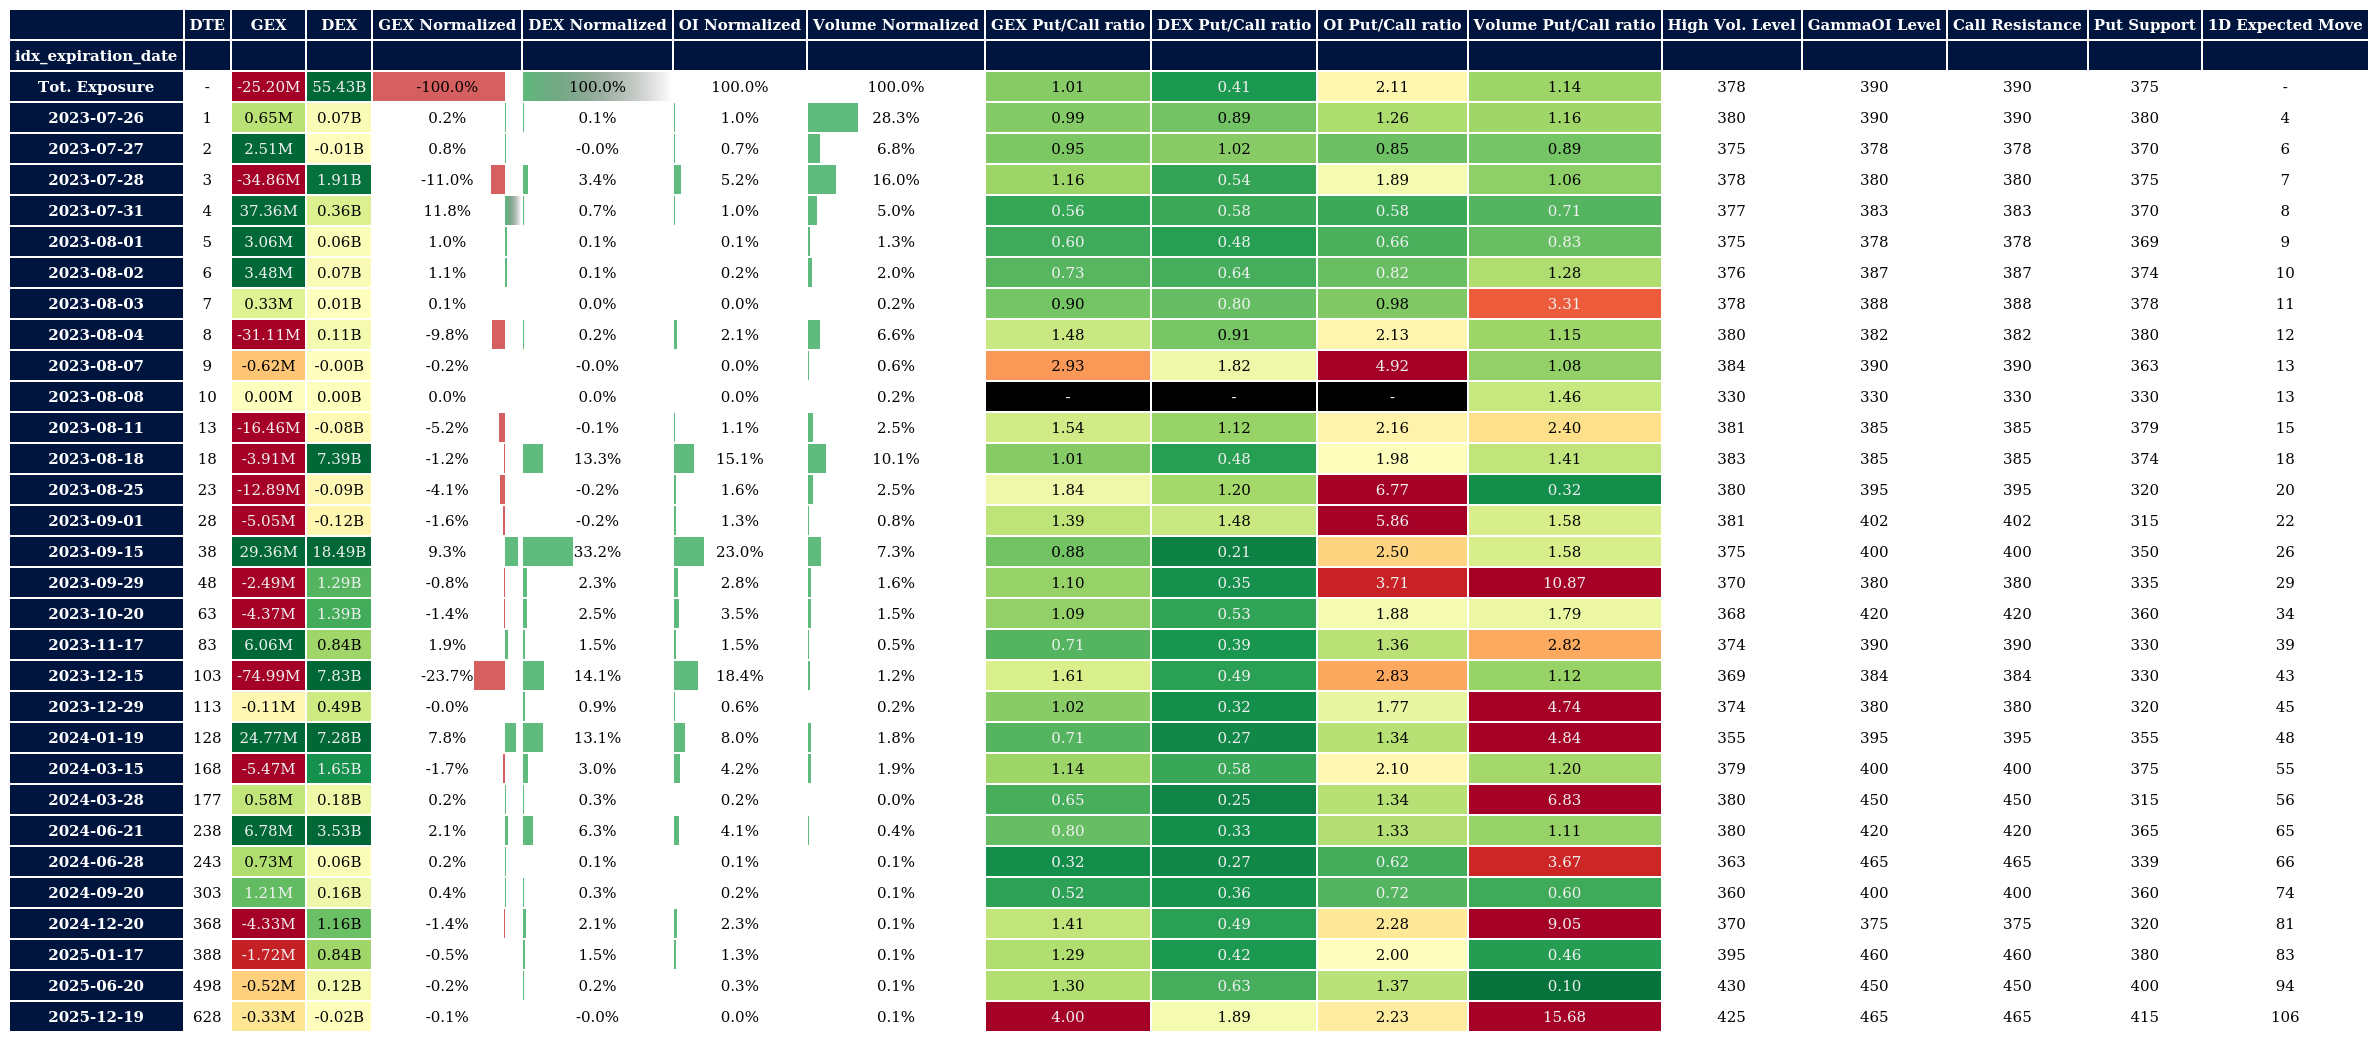 DTE GEX DEX GEX Normalized DEX Normalized OI Normalized Volume Normalized GEX Put/Call ratio DEX Put/Call ratio OI Put/Call ratio Volume Put/Call ratio High Vol. Level GammaOI Level Call Resistance Put Support 1D Expected Move
idx_expiration_date
Tot. Exposure - -25.20M 55.43B -100.0% 100.0% 100.0% 100.0% 1.01 0.41 2.11 1.14 378 390 390 375 -
2023-07-26 1 0.65M 0.07B 0.2% 0.1% 1.0% 28.3% 0.99 0.89 1.26 1.16 380 390 390 380 4
2023-07-27 2 2.51M -0.01B 0.8% -0.0% 0.7% 6.8% 0.95 1.02 0.85 0.89 375 378 378 370 6
2023-07-28 3 -34.86M 1.91B -11.0% 3.4% 5.2% 16.0% 1.16 0.54 1.89 1.06 378 380 380 375 7
2023-07-31 4 37.36M 0.36B 11.8% 0.7% 1.0% 5.0% 0.56 0.58 0.58 0.71 377 383 383 370 8
2023-08-01 5 3.06M 0.06B 1.0% 0.1% 0.1% 1.3% 0.60 0.48 0.66 0.83 375 378 378 369 9
2023-08-02 6 3.48M 0.07B 1.1% 0.1% 0.2% 2.0% 0.73 0.64 0.82 1.28 376 387 387 374 10
2023-08-03 7 0.33M 0.01B 0.1% 0.0% 0.0% 0.2% 0.90 0.80 0.98 3.31 378 388 388 378 11
2023-08-04 8 -31.11M 0.11B -9.8% 0.2% 2.1% 6.6% 1.48 0.91 2.13 1.15 380 382 382 380 12
2023-08-07 9 -0.62M -0.00B -0.2% -0.0% 0.0% 0.6% 2.93 1.82 4.92 1.08 384 390 390 363 13
2023-08-08 10 0.00M 0.00B 0.0% 0.0% 0.0% 0.2% - - - 1.46 330 330 330 330 13
2023-08-11 13 -16.46M -0.08B -5.2% -0.1% 1.1% 2.5% 1.54 1.12 2.16 2.40 381 385 385 379 15
2023-08-18 18 -3.91M 7.39B -1.2% 13.3% 15.1% 10.1% 1.01 0.48 1.98 1.41 383 385 385 374 18
2023-08-25 23 -12.89M -0.09B -4.1% -0.2% 1.6% 2.5% 1.84 1.20 6.77 0.32 380 395 395 320 20
2023-09-01 28 -5.05M -0.12B -1.6% -0.2% 1.3% 0.8% 1.39 1.48 5.86 1.58 381 402 402 315 22
2023-09-15 38 29.36M 18.49B 9.3% 33.2% 23.0% 7.3% 0.88 0.21 2.50 1.58 375 400 400 350 26
2023-09-29 48 -2.49M 1.29B -0.8% 2.3% 2.8% 1.6% 1.10 0.35 3.71 10.87 370 380 380 335 29
2023-10-20 63 -4.37M 1.39B -1.4% 2.5% 3.5% 1.5% 1.09 0.53 1.88 1.79 368 420 420 360 34
2023-11-17 83 6.06M 0.84B 1.9% 1.5% 1.5% 0.5% 0.71 0.39 1.36 2.82 374 390 390 330 39
2023-12-15 103 -74.99M 7.83B -23.7% 14.1% 18.4% 1.2% 1.61 0.49 2.83 1.12 369 384 384 330 43
2023-12-29 113 -0.11M 0.49B -0.0% 0.9% 0.6% 0.2% 1.02 0.32 1.77 4.74 374 380 380 320 45
2024-01-19 128 24.77M 7.28B 7.8% 13.1% 8.0% 1.8% 0.71 0.27 1.34 4.84 355 395 395 355 48
2024-03-15 168 -5.47M 1.65B -1.7% 3.0% 4.2% 1.9% 1.14 0.58 2.10 1.20 379 400 400 375 55
2024-03-28 177 0.58M 0.18B 0.2% 0.3% 0.2% 0.0% 0.65 0.25 1.34 6.83 380 450 450 315 56
2024-06-21 238 6.78M 3.53B 2.1% 6.3% 4.1% 0.4% 0.80 0.33 1.33 1.11 380 420 420 365 65
2024-06-28 243 0.73M 0.06B 0.2% 0.1% 0.1% 0.1% 0.32 0.27 0.62 3.67 363 465 465 339 66
2024-09-20 303 1.21M 0.16B 0.4% 0.3% 0.2% 0.1% 0.52 0.36 0.72 0.60 360 400 400 360 74
2024-12-20 368 -4.33M 1.16B -1.4% 2.1% 2.3% 0.1% 1.41 0.49 2.28 9.05 370 375 375 320 81
2025-01-17 388 -1.72M 0.84B -0.5% 1.5% 1.3% 0.1% 1.29 0.42 2.00 0.46 395 460 460 380 83
2025-06-20 498 -0.52M 0.12B -0.2% 0.2% 0.3% 0.1% 1.30 0.63 1.37 0.10 430 450 450 400 94
2025-12-19 628 -0.33M -0.02B -0.1% -0.0% 0.0% 0.1% 4.00 1.89 2.23 15.68 425 465 465 415 106